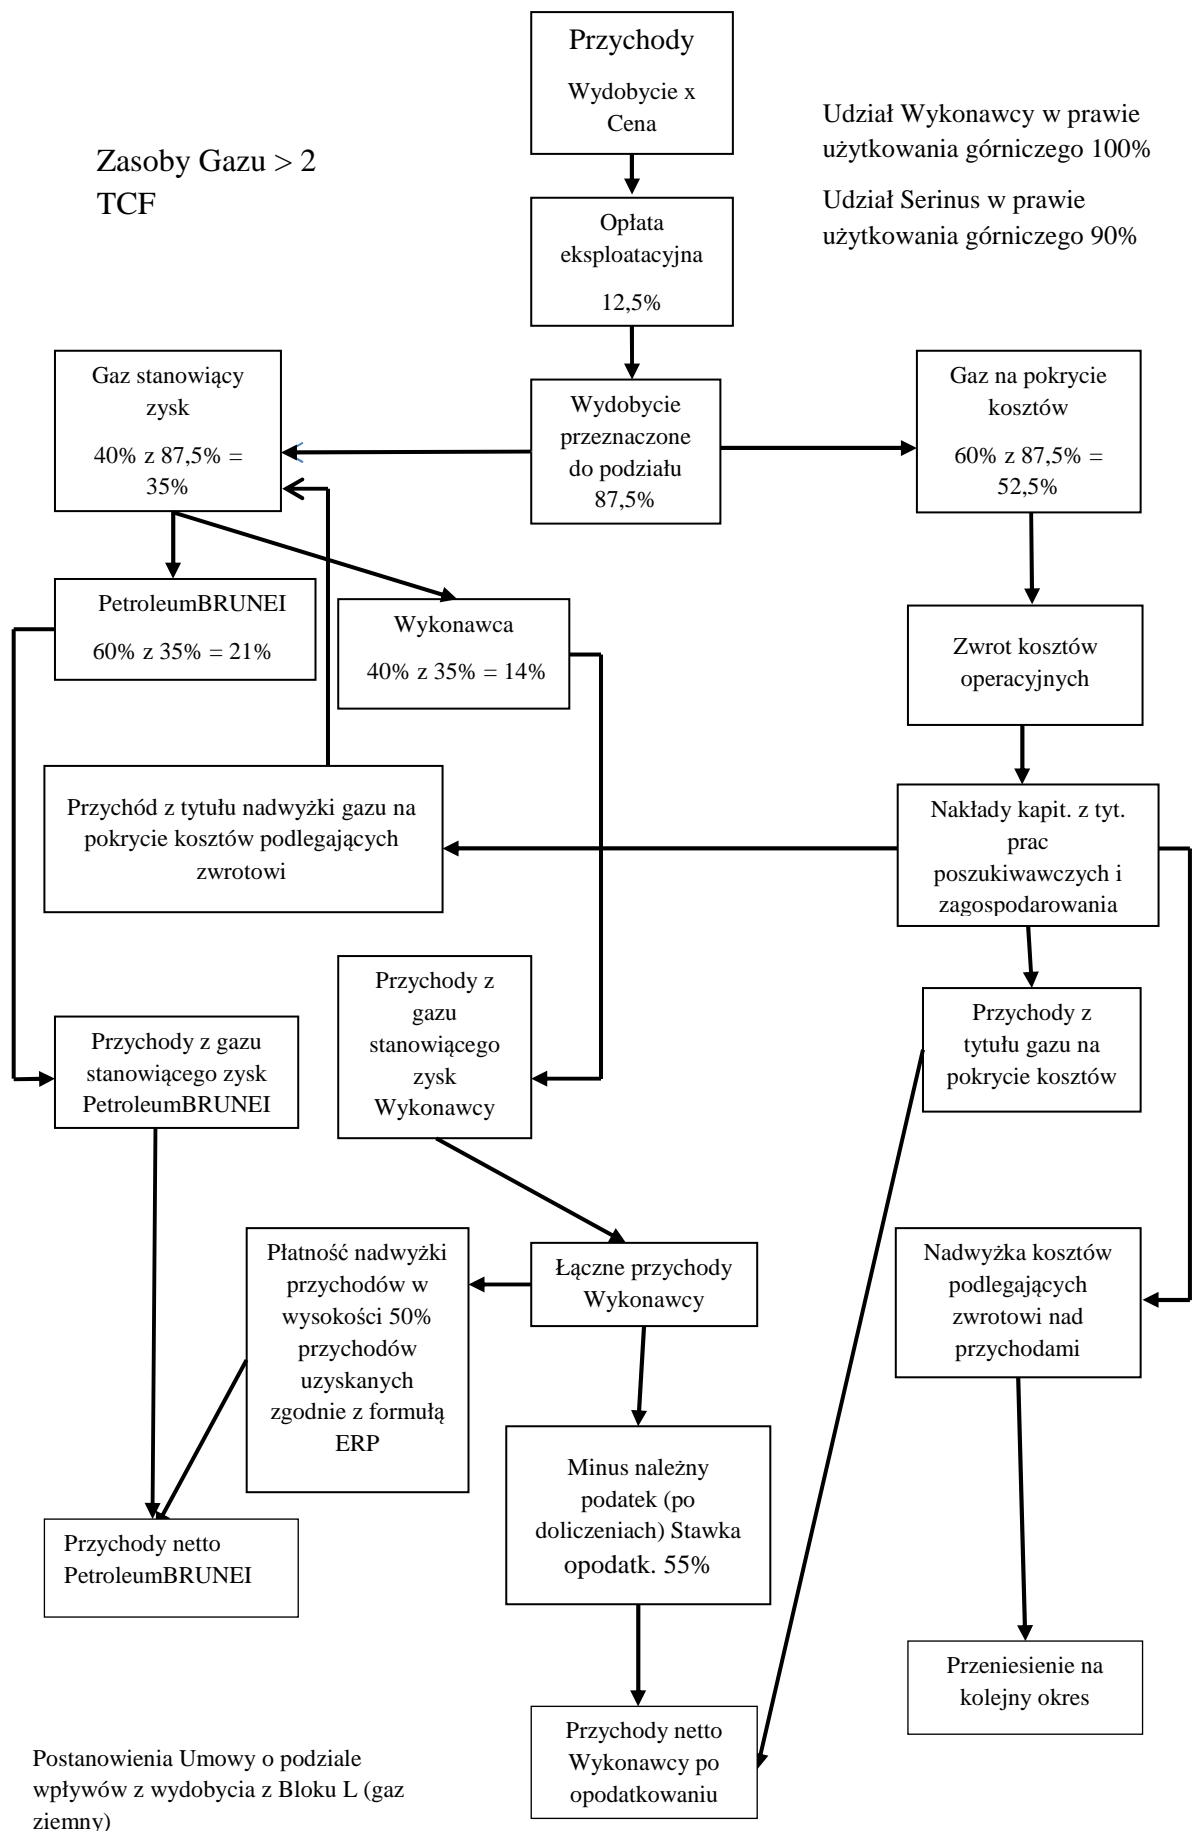 Przychody
Wydobycie x
Cena
Zasoby Gazu > 2
TCF
Udział Wykonawcy w prawie
użytkowania górniczego 100%
Udział Serinus w prawie
użytkowania górniczego 90%
Opłata
eksploatacyjna
12,5%
Gaz stanowiący
zysk
40% z 87,5% =
35%
Wydobycie
przeznaczone
do podziału
87,5%
Gaz na pokrycie
kosztów
60% z 87,5% =
52,5%
PetroleumBRUNEI
60% z 35% = 21%
Wykonawca
40% z 35% = 14%
Zwrot kosztów
operacyjnych
Przychód z tytułu nadwyżki gazu na
pokrycie kosztów podlegających
zwrotowi
Nakłady kapit. z tyt.
prac
poszukiwawczych i
zagospodarowania
Przychody z
gazu
stanowiącego
zysk
Wykonawcy
Przychody z
tytułu gazu na
pokrycie kosztów
Przychody z gazu
stanowiącego zysk
PetroleumBRUNEI
Płatność nadwyżki
przychodów w
wysokości 50%
przychodów
uzyskanych
zgodnie z formułą
ERP
Łączne przychody
Wykonawcy
Nadwyżka kosztów
podlegających
zwrotowi nad
przychodami
Minus należny
podatek (po
doliczeniach) Stawka
opodatk. 55%
Przychody netto
PetroleumBRUNEI
Przeniesienie na
kolejny okres
Przychody netto
Wykonawcy po
opodatkowaniu
Postanowienia Umowy o podziale
wpływów z wydobycia z Bloku L (gaz
ziemny)